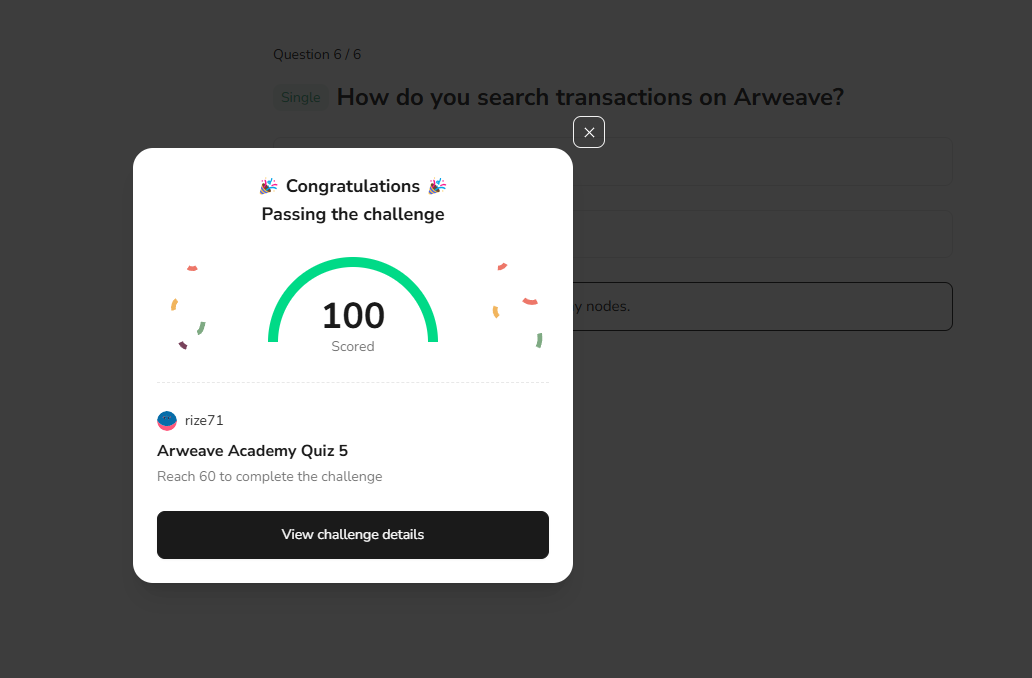 Question 6 / 6
Single How do you search transactions on Arweave?
Congratulations
Passing the challenge
100
Scored
nodes.
rize71
Arweave Academy Quiz 5
Reach 60 to complete the challenge
View challenge details